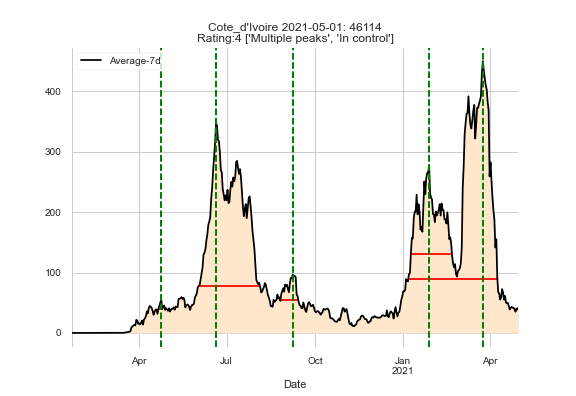 Cote_d'Ivoire 2021-05-01: 46114
Rating:4 ['Multiple peaks', 'In control']
Average-7d
400
300
200
100
0
Apr
Jul
Oct
Jan
2021
Apr
Date